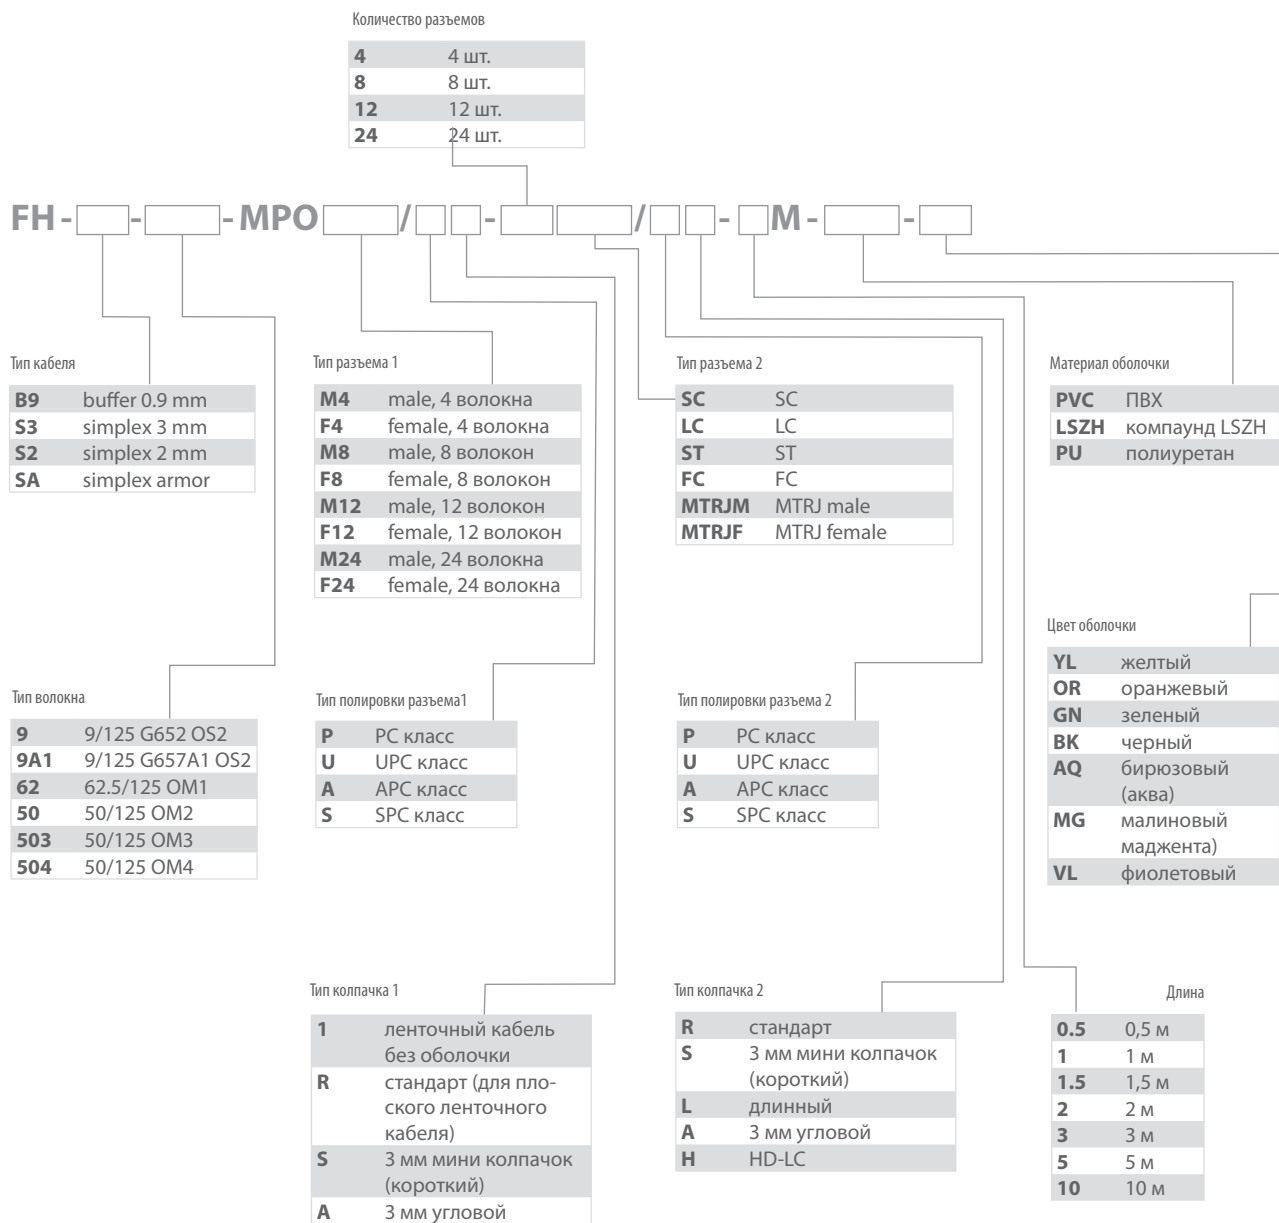 Количество разъемов
4 4 шт.
8 8 шт.
12 12 шт.
24 24 шт.
FH - - - MPO / - / - M - -
Тип кабеля
B9 buffer 0.9 mm
S3 simplex 3 mm
S2 simplex 2 mm
SA simplex armor
Тип разъема 1
M4 male, 4 волокна
F4 female, 4 волокна
M8 male, 8 волокон
F8 female, 8 волокон
M12 male, 12 волокон
F12 female, 12 волокон
M24 male, 24 волокна
F24 female, 24 волокна
Тип разъема 2
SC SC
LC LC
ST ST
FC FC
MTRJM MTRJ male
MTRJF MTRJ female
Материал оболочки
PVC ПВХ
LSZH компаунд LSZH
PU полиуретан
Тип волокна
9 9/125 G652 OS2
9A1 9/125 G657A1 OS2
62 62.5/125 OM1
50 50/125 OM2
503 50/125 OM3
504 50/125 OM4
Тип полировки разъема1
P PC класс
U UPC класс
A APC класс
S SPC класс
Тип полировки разъема 2
P PC класс
U UPC класс
A APC класс
S SPC класс
Цвет оболочки
YL желтый
OR оранжевый
GN зеленый
BK черный
AQ бирюзовый
(аква)
MG малиновый
маджента)
VL фиолетовый
Тип колпачка 1
1 ленточный кабель
без оболочки
R стандарт (для пло-
ского ленточного
кабеля)
S 3 мм мини колпачок
(короткий)
A 3 мм угловой
Тип колпачка 2
R стандарт
S 3 мм мини колпачок
(короткий)
L длинный
A 3 мм угловой
H HD-LC
Длина
0.5 0,5 м
1 1 м
1.5 1,5 м
2 2 м
3 3 м
5 5 м
10 10 м